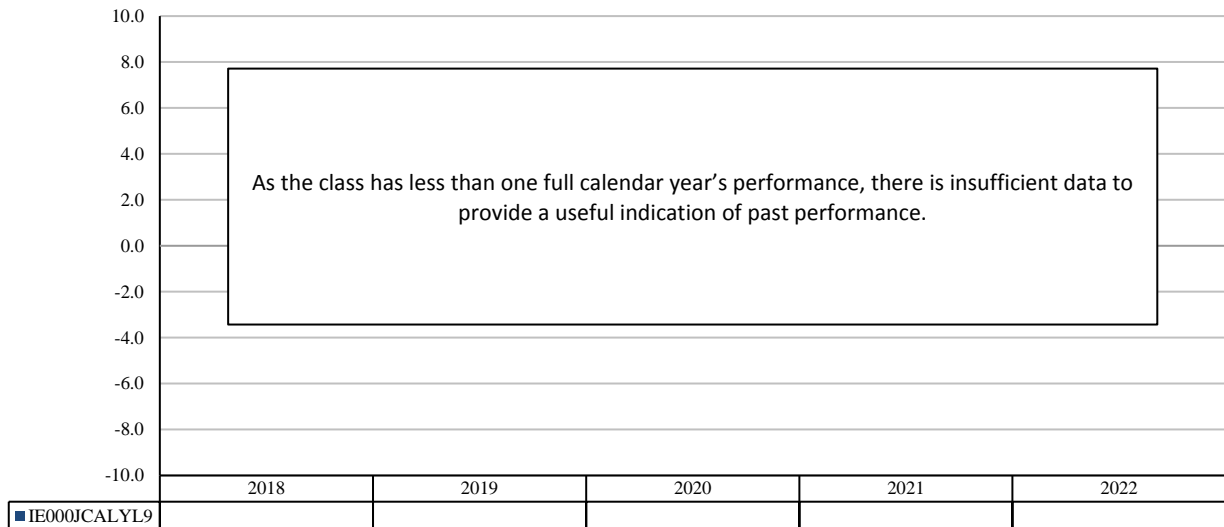 10.0
8.0
6.0
4.0
2.0
0.0
-2.0
-4.0
-6.0
-8.0
-10.0
As the class has less than one full calendar year’s performance, there is insufficient data to
provide a useful indication of past performance.
2018 2019 2020 2021 2022
IE000JCALYL9